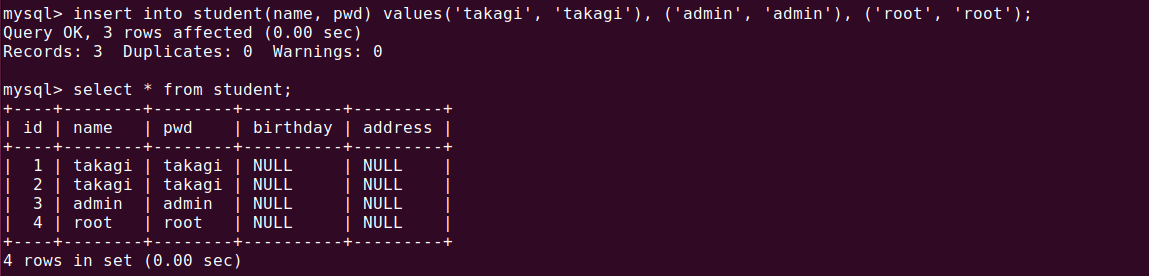 mysql> insert into student(name, pwd) values('takagi', 'takagi'), ('admin', 'admin'), ('root', 'root');
Query OK, 3 rows affected (0.00 sec)
Records: 3  Duplicates: 0  Warnings: 0

mysql> select * from student;
+----+--------+--------+----------+---------+
| id | name   | pwd    | birthday | address |
+----+--------+--------+----------+---------+
|  1 | takagi | takagi | NULL     | NULL    |
|  2 | takagi | takagi | NULL     | NULL    |
|  3 | admin  | admin  | NULL     | NULL    |
|  4 | root   | root   | NULL     | NULL    |
+----+--------+--------+----------+---------+
4 rows in set (0.00 sec)